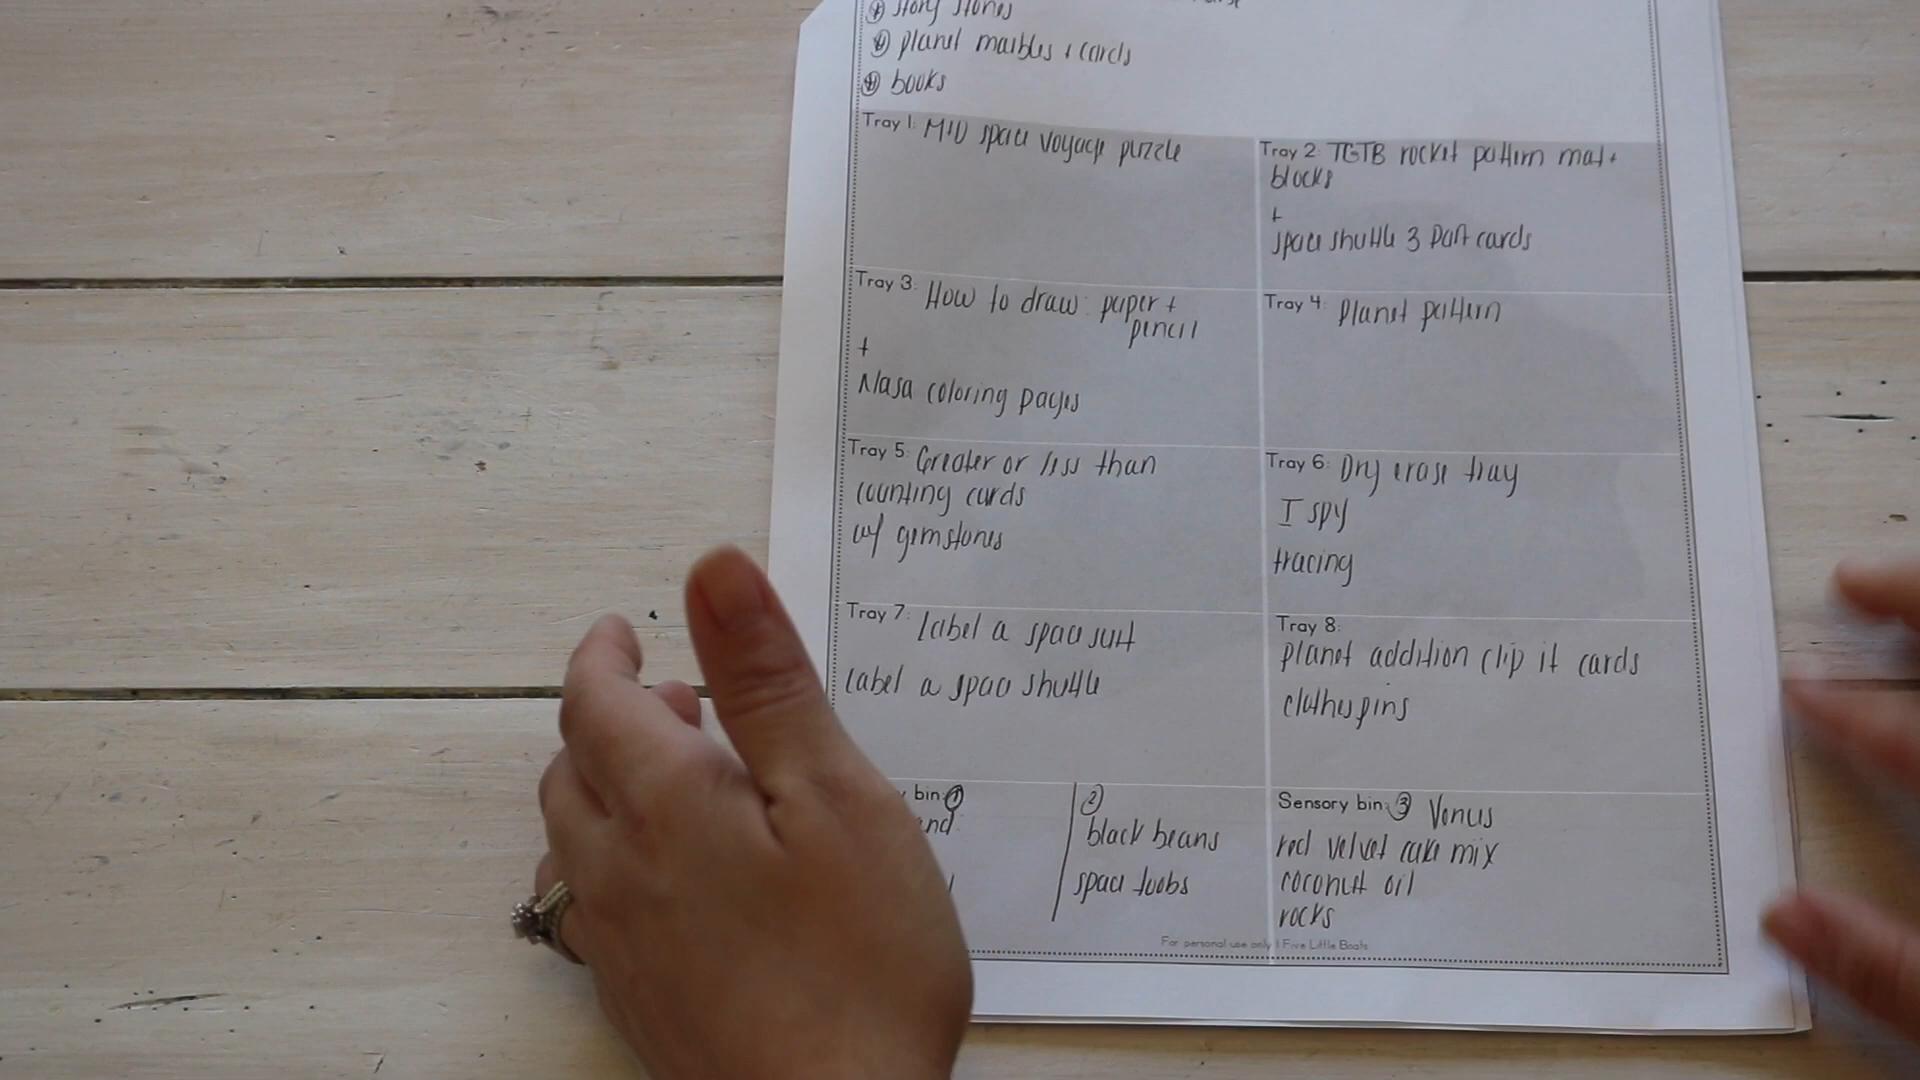 story stones
planet marbles + cards
books
Tray 1: M+D space voyage puzzle
Tray 2: TGTB rocket pattern mat +
blocks
+
space shuttle 3 part cards
Tray 3: How to draw: paper +
pencil
+
Nasa coloring pages
Tray 4: Planet pattern
Tray 5: Greater or less than
counting cards
w/ gemstones
Tray 6: Dry erase tray
I spy
tracing
Tray 7: Label a space suit
Label a space shuttle
Tray 8:
planet addition clip it cards
clothespins
bin: 1
2
black beans
space toobs
Sensory bin: 3 Venus
red velvet cake mix
coconut oil
rocks
For personal use only | Five Little Boats